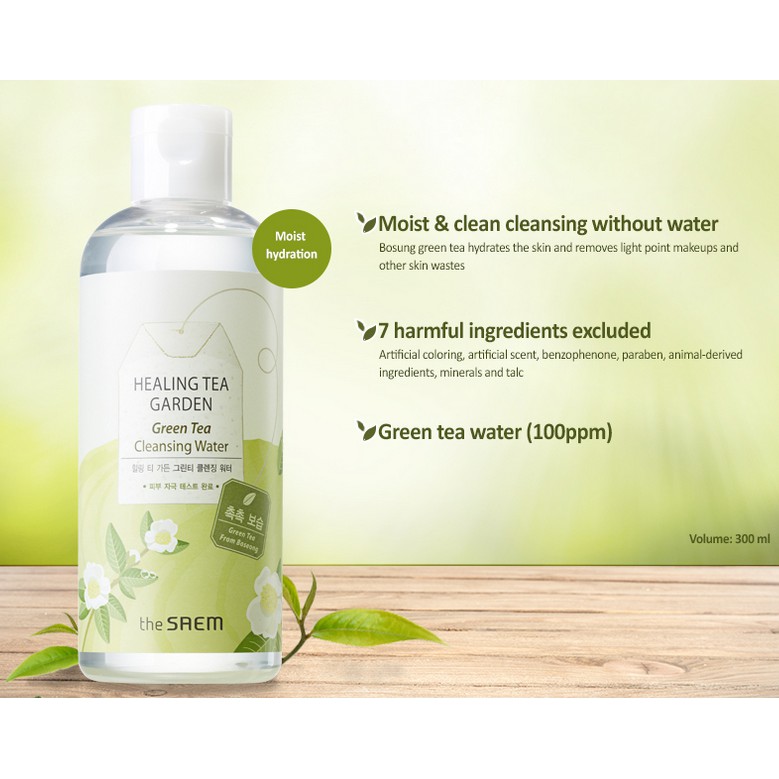 Moist
hydration
Moist & clean cleansing without water
Bosung green tea hydrates the skin and removes light point makeups and
other skin wastes
7 harmful ingredients excluded
Artificial coloring, artificial scent, benzophenone, paraben, animal-derived
ingredients, minerals and talc
Green tea water (100ppm)
Volume: 300 ml
HEALING TEA
GARDEN
Green Tea
Cleansing Water
힐링 티 가든 그린티 클렌징 워터
• 피부 자극 테스트 완료 •
촉촉 보습
Green Tea
From Boseong
the SAEM